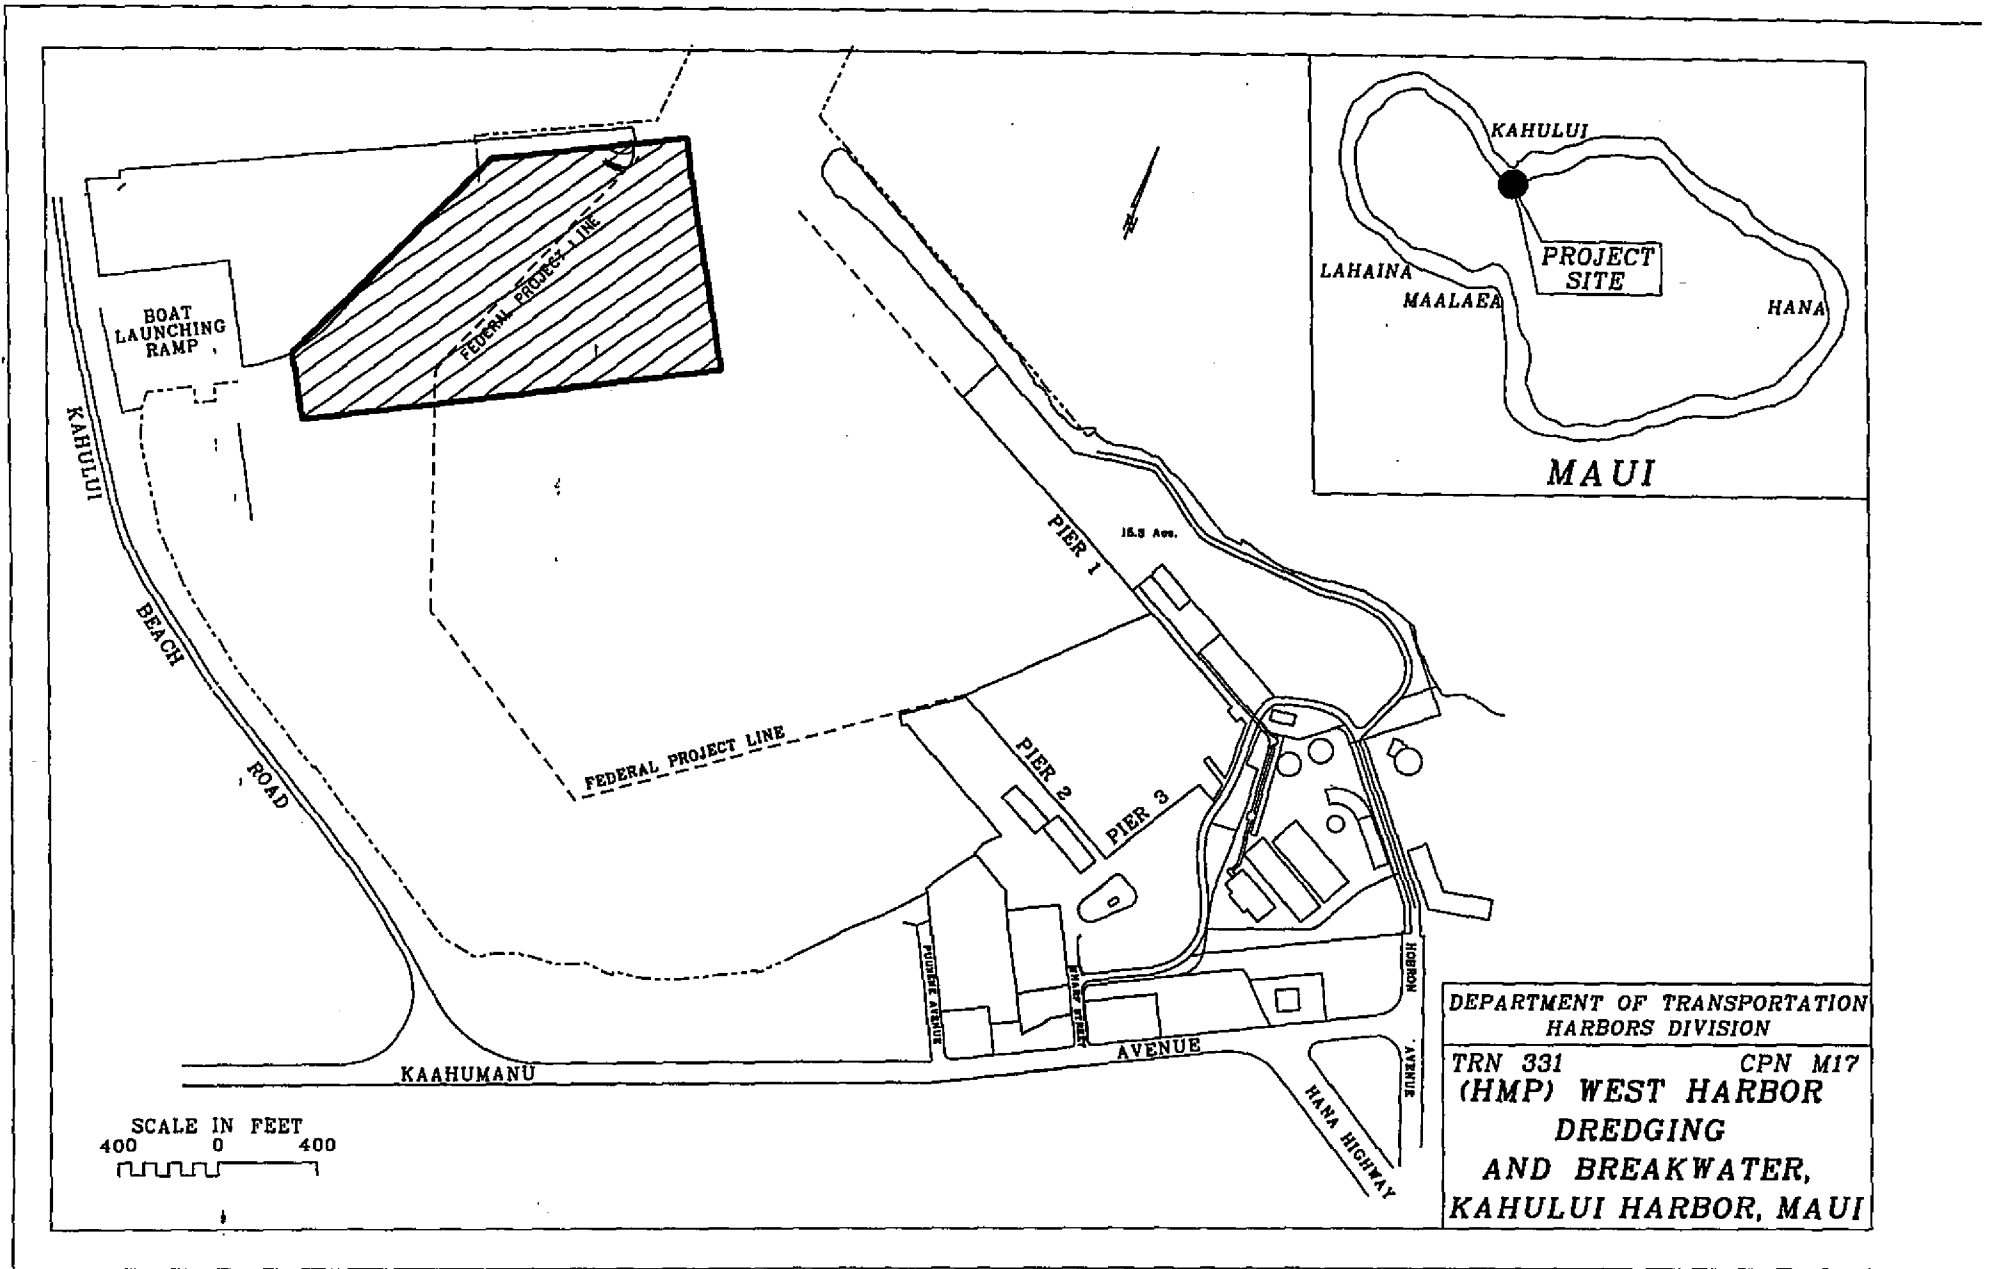 KAHULUI
PROJECT
SITE
LAHAINA
MAALAEA
HANA
MAUI
BOAT
LAUNCHING
RAMP
FEDERAL PROJECT LINE
KAHULUI
BEACH
ROAD
PIER 1
FEDERAL PROJECT LINE
PIER 2
PIER 3
PUUNENE AVENUE
WHARF STREET
HOBRON
AVENUE
KAAHUMANU
AVENUE
HANA HIGHWAY
SCALE IN FEET
400 0 400
DEPARTMENT OF TRANSPORTATION
HARBORS DIVISION
TRN 331 CPN M17
(HMP) WEST HARBOR
DREDGING
AND BREAKWATER,
KAHULUI HARBOR, MAUI